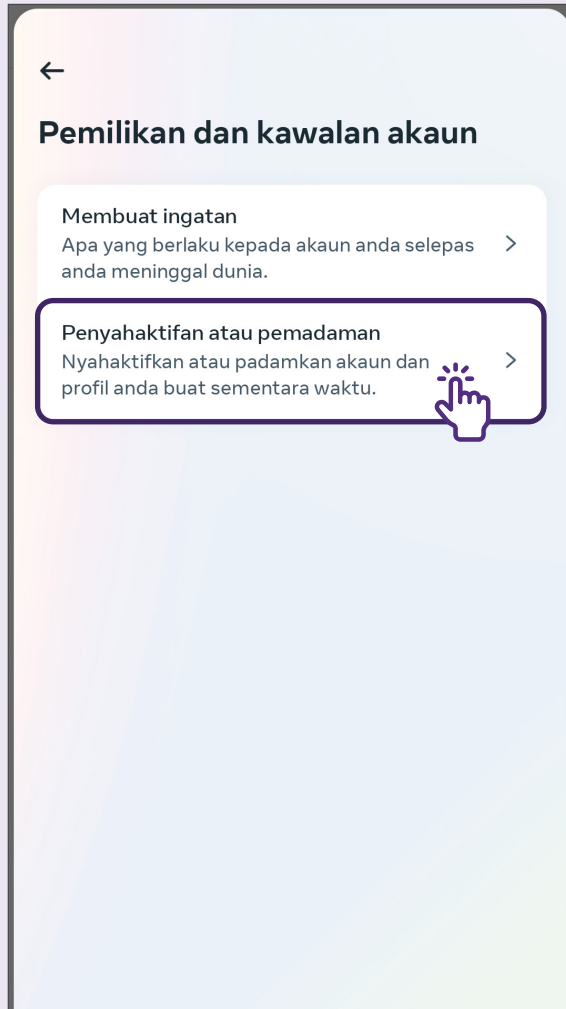 Pemilikan dan kawalan akaun
Membuat ingatan
Apa yang berlaku kepada akaun anda selepas
anda meninggal dunia.
Penyahaktifan atau pemadaman
Nyahaktifkan atau padamkan akaun dan
profil anda buat sementara waktu.